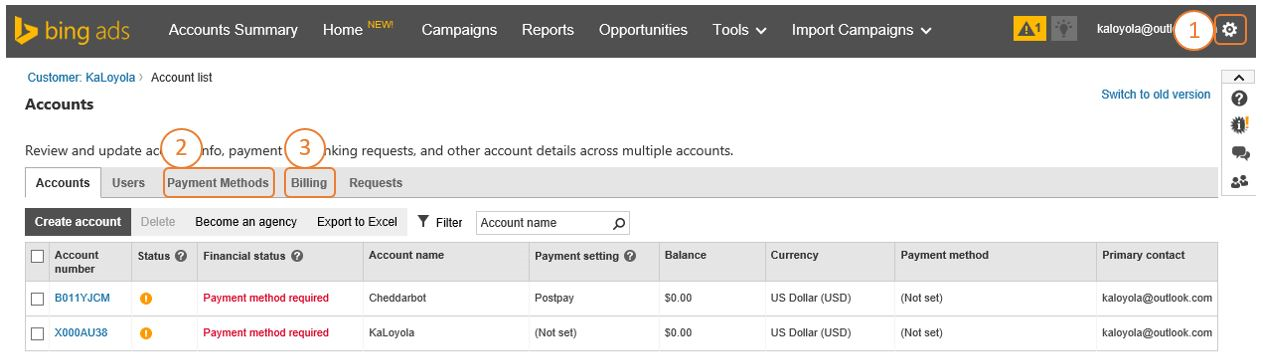 bing ads Accounts Summary Home NEW! Campaigns Reports Opportunities Tools Import Campaigns 1 kaloyola@outl 1
Customer: KaLoyola › Account list
Switch to old version
Accounts
2 3
Review and update info, payment requests, and other account details across multiple accounts.
Accounts Users Payment Methods Billing Requests
Create account Delete Become an agency Export to Excel Filter Account name
Account number Status ? Financial status ? Account name Payment setting ? Balance Currency Payment method Primary contact
B011YJCM ! Payment method required Cheddarbot Postpay $0.00 US Dollar (USD) (Not set) kaloyola@outlook.com
X000AU38 ! Payment method required KaLoyola (Not set) $0.00 US Dollar (USD) (Not set) kaloyola@outlook.com